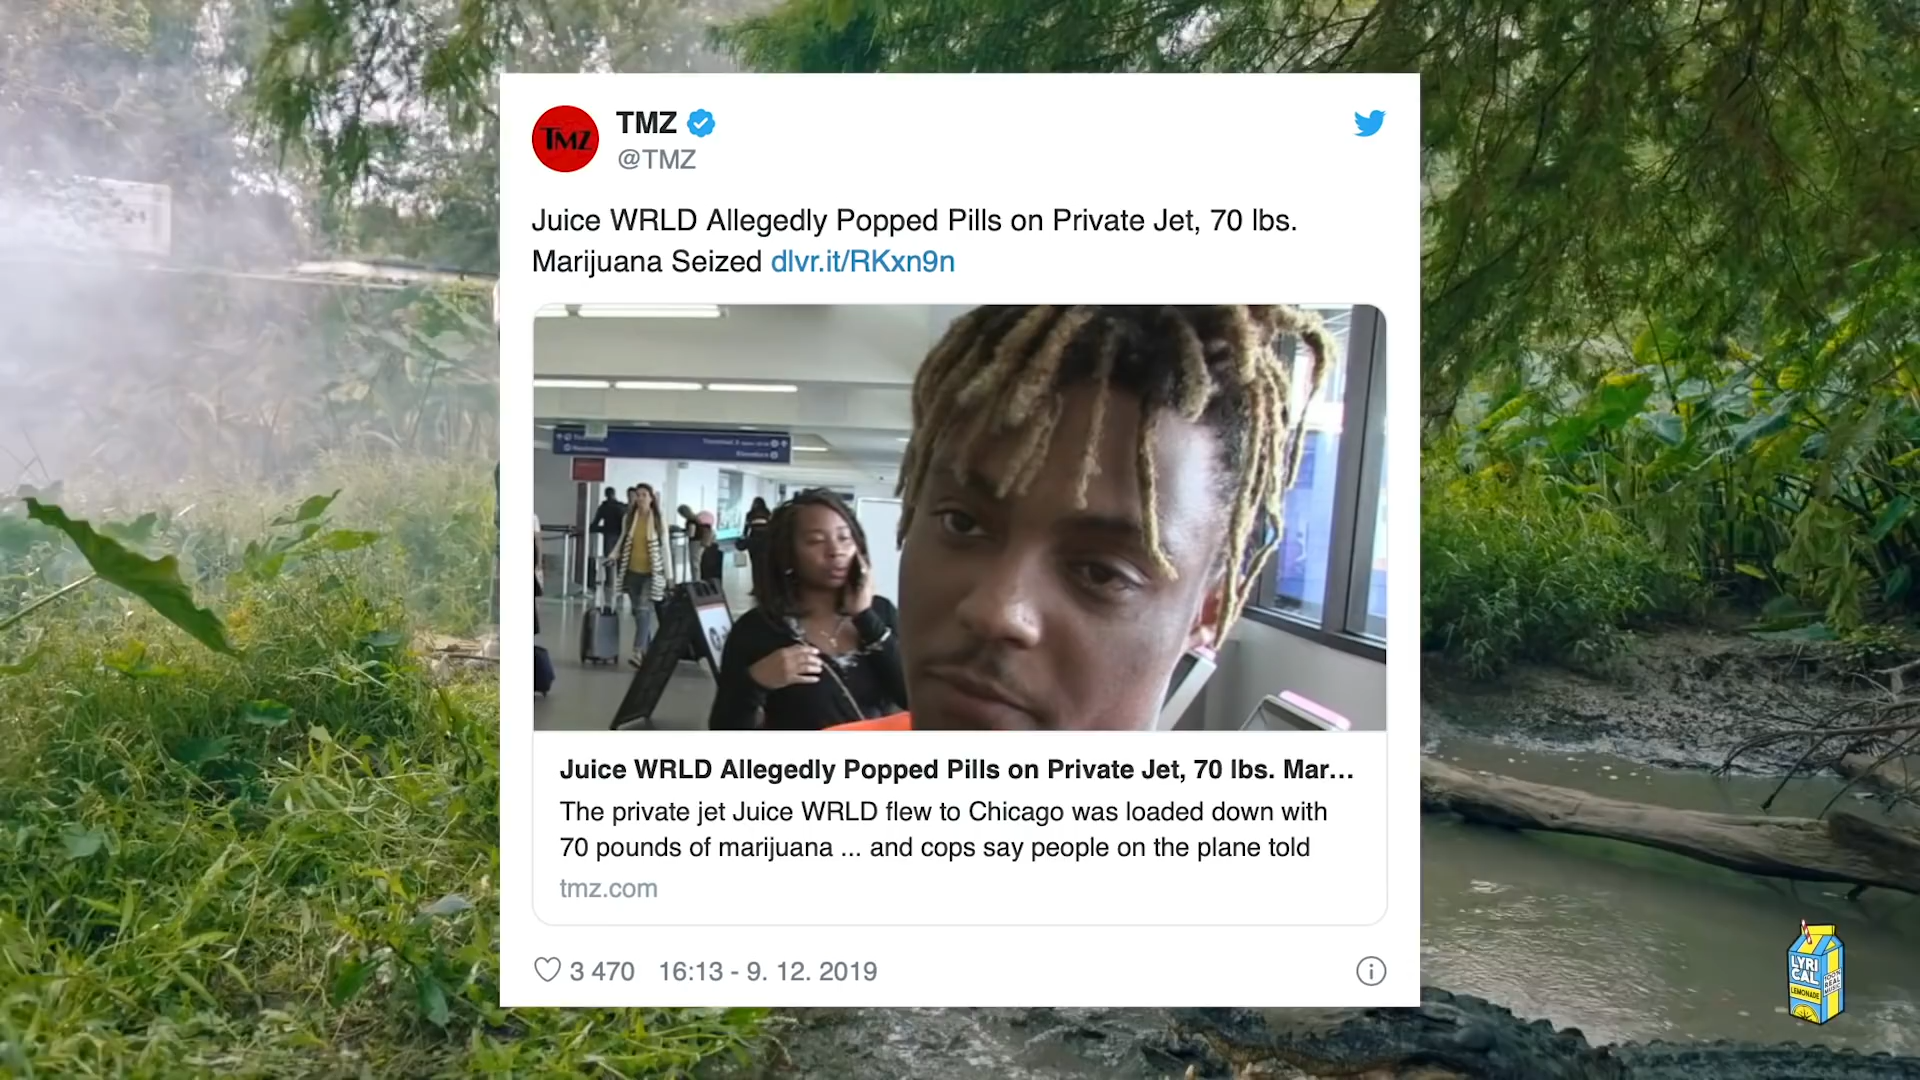 TMZ
TMZ
@TMZ
Juice WRLD Allegedly Popped Pills on Private Jet, 70 lbs.
Marijuana Seized dlvr.it/RKxn9n
Juice WRLD Allegedly Popped Pills on Private Jet, 70 lbs. Mar...
The private jet Juice WRLD flew to Chicago was loaded down with
70 pounds of marijuana ... and cops say people on the plane told
tmz.com
3 470 16:13 - 9. 12. 2019
LYRI
CAL
LEMONADE
100%
REAL
MUSIC